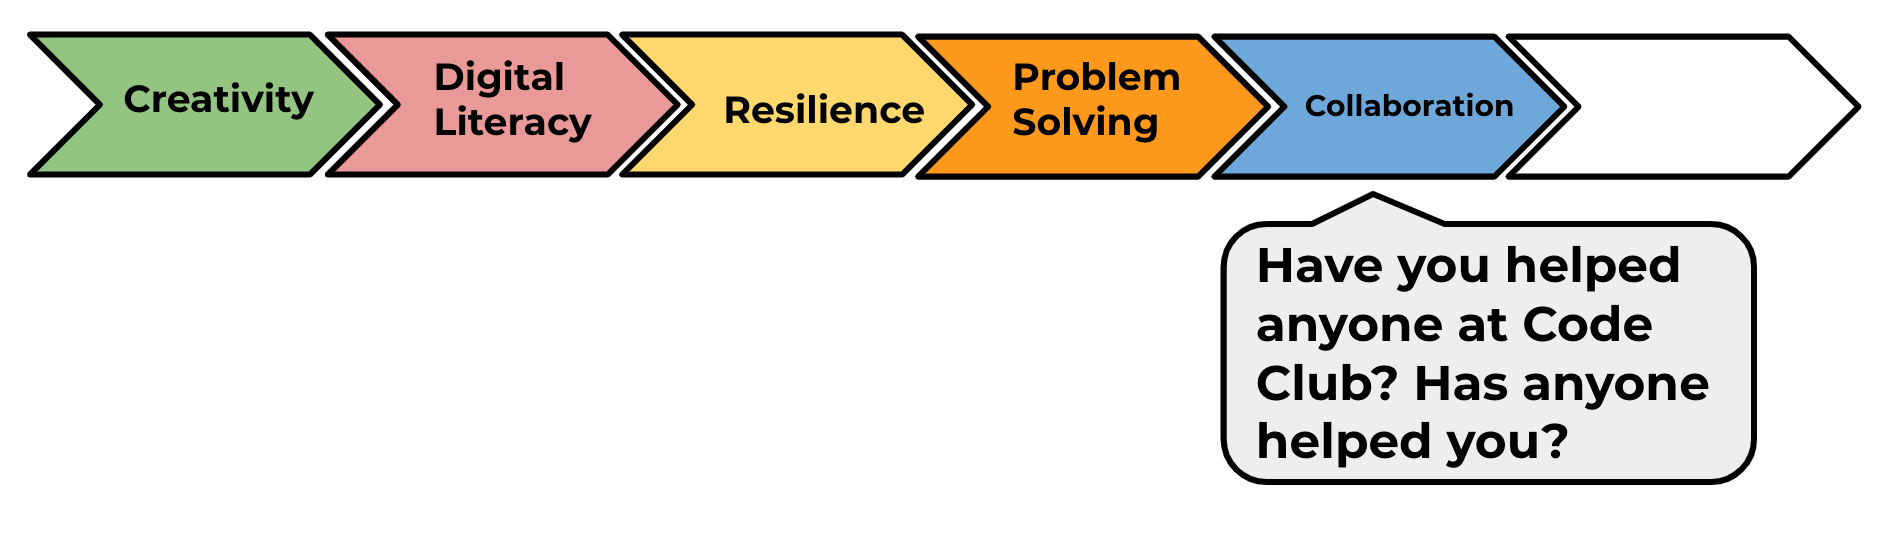 Creativity
Digital
Literacy
Resilience
Problem
Solving
Collaboration
Have you helped
anyone at Code
Club? Has anyone
helped you?